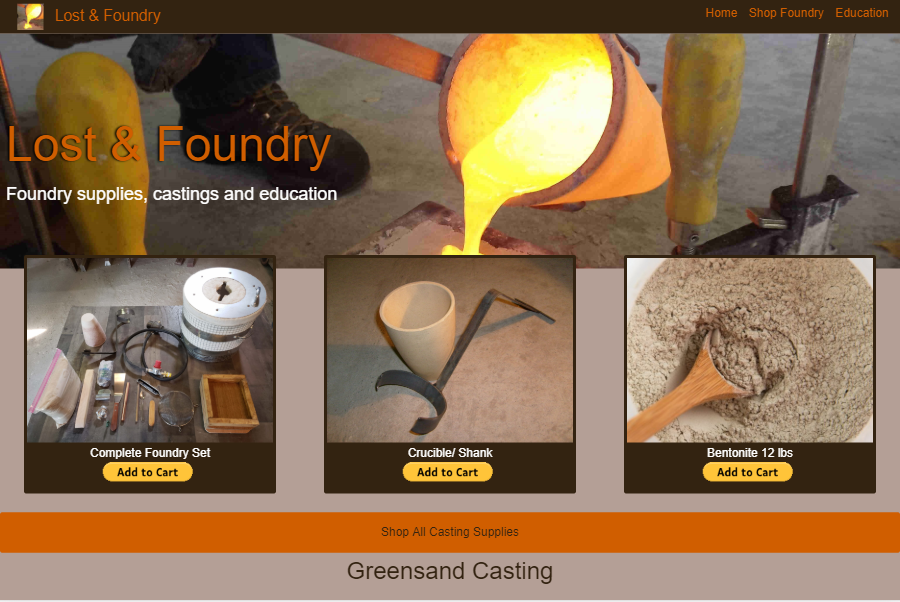 Lost & Foundry
Home Shop Foundry Education
Lost & Foundry
Foundry supplies, castings and education
Complete Foundry Set
Add to Cart
Crucible/ Shank
Add to Cart
Bentonite 12 lbs
Add to Cart
Shop All Casting Supplies
Greensand Casting